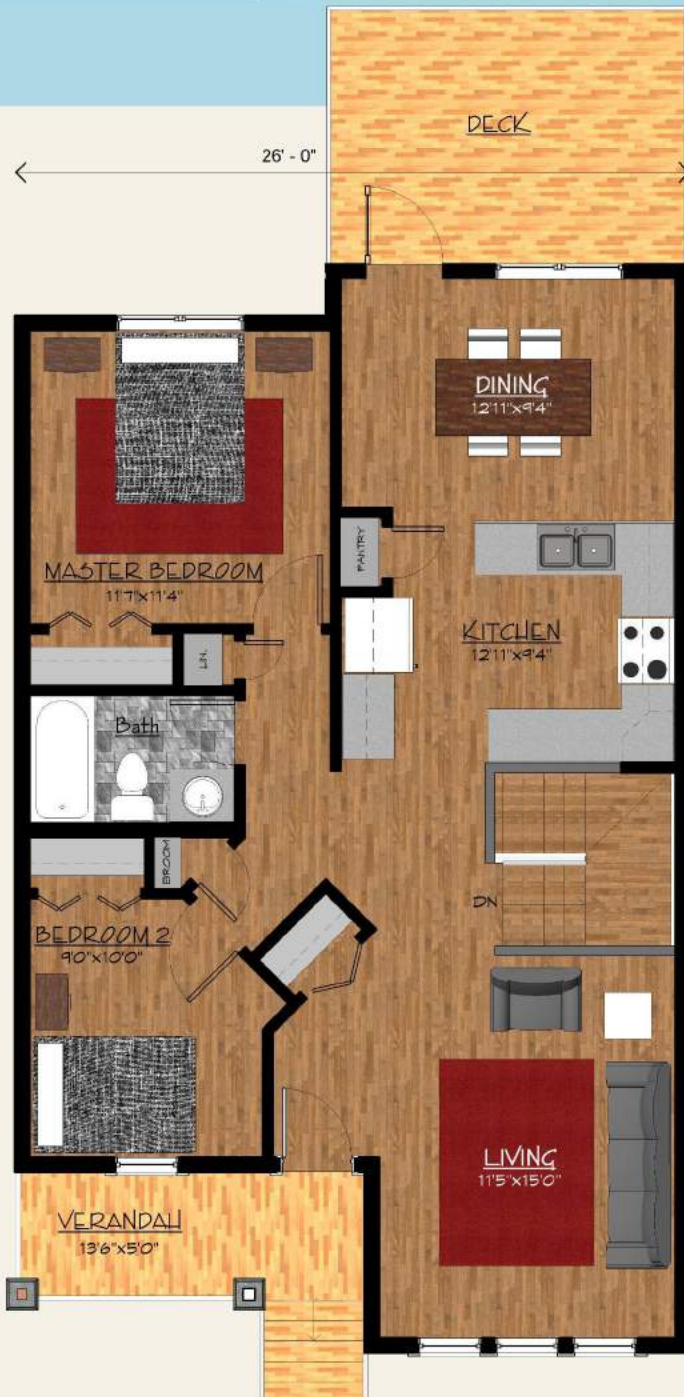 DECK
26' - 0"
DINING
12'11"x9'4"
PANTRY
MASTER BEDROOM
11'7"x11'4"
KITCHEN
12'11"x9'4"
LIN.
Bath
BROOM
DN
BEDROOM 2
9'0"x10'0"
LIVING
11'5"x15'0"
VERANDAH
13'6"x5'0"